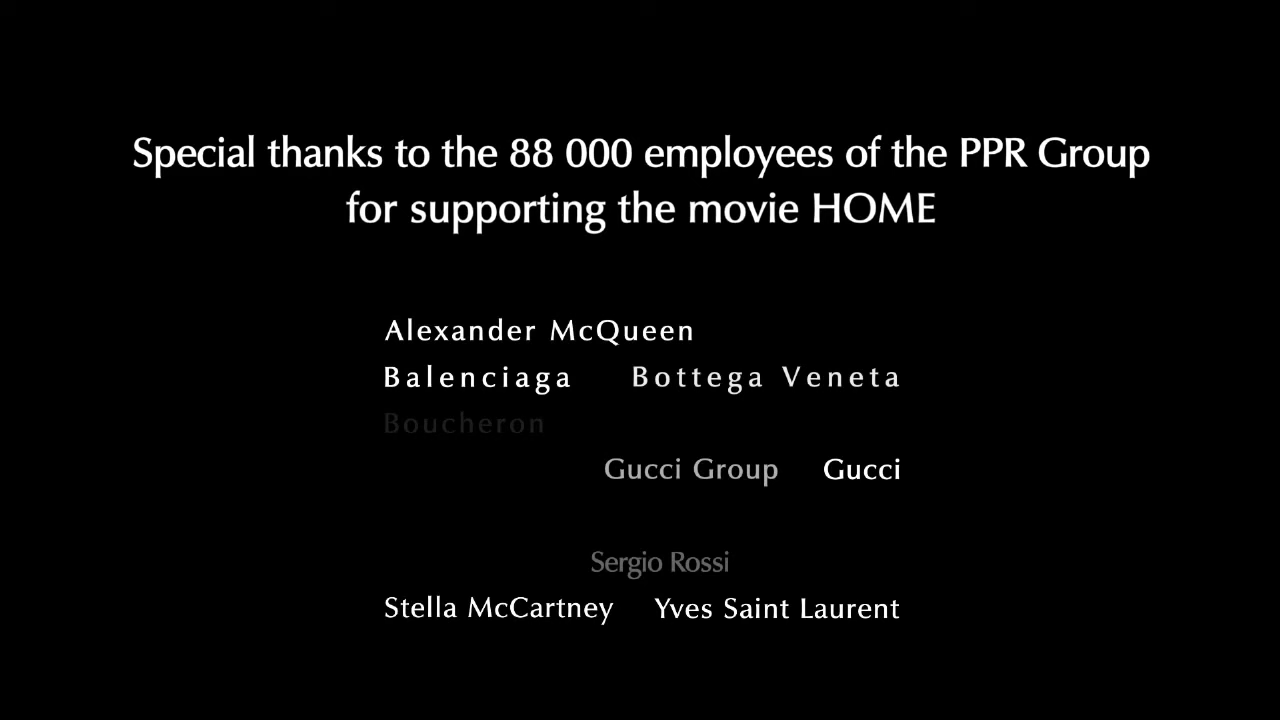 Special thanks to the 88 000 employees of the PPR Group
for supporting the movie HOME
Alexander McQueen
Balenciaga Bottega Veneta
Boucheron
Gucci Group Gucci
Sergio Rossi
Stella McCartney Yves Saint Laurent